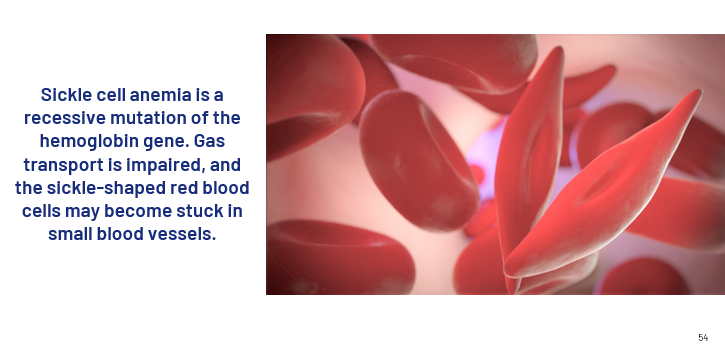 Sickle cell anemia is a
recessive mutation of the
hemoglobin gene. Gas
transport is impaired, and
the sickle-shaped red blood
cells may become stuck in
small blood vessels.
54